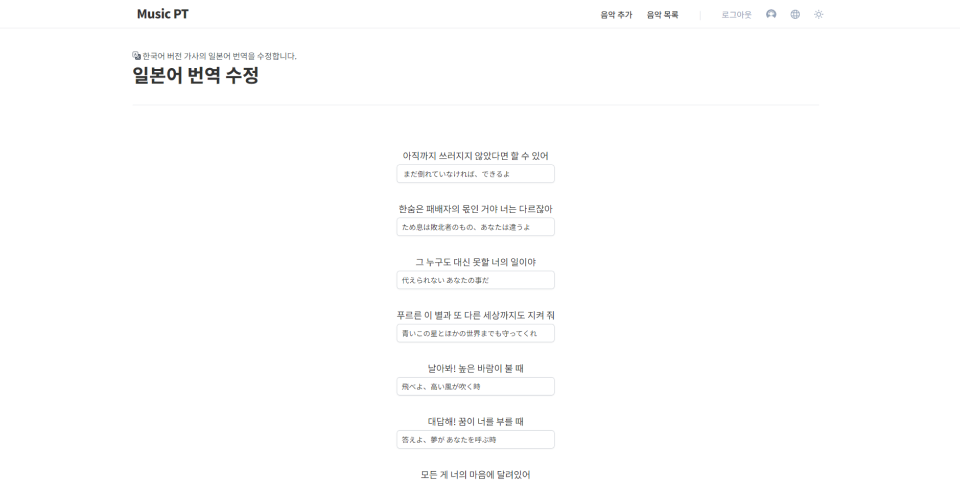 Music PT
음악 추가
음악 목록
로그아웃
한국어 버전 가사의 일본어 번역을 수정합니다.
일본어 번역 수정
아직까지 쓰러지지 않았다면 할 수 있어
まだ倒れていなければ、できるよ
한숨은 패배자의 몫인 거야 너는 다르잖아
ため息は敗北者のもの、あなたは違うよ
그 누구도 대신 못할 너의 일이야
代えられない あなたの事だ
푸르른 이 별과 또 다른 세상까지도 지켜 줘
青いこの星とほかの世界までも守ってくれ
날아봐! 높은 바람이 불 때
飛べよ、高い風が吹く時
대답해! 꿈이 너를 부를 때
答えよ、夢が あなたを呼ぶ時
모든 게 너의 마음에 달려있어